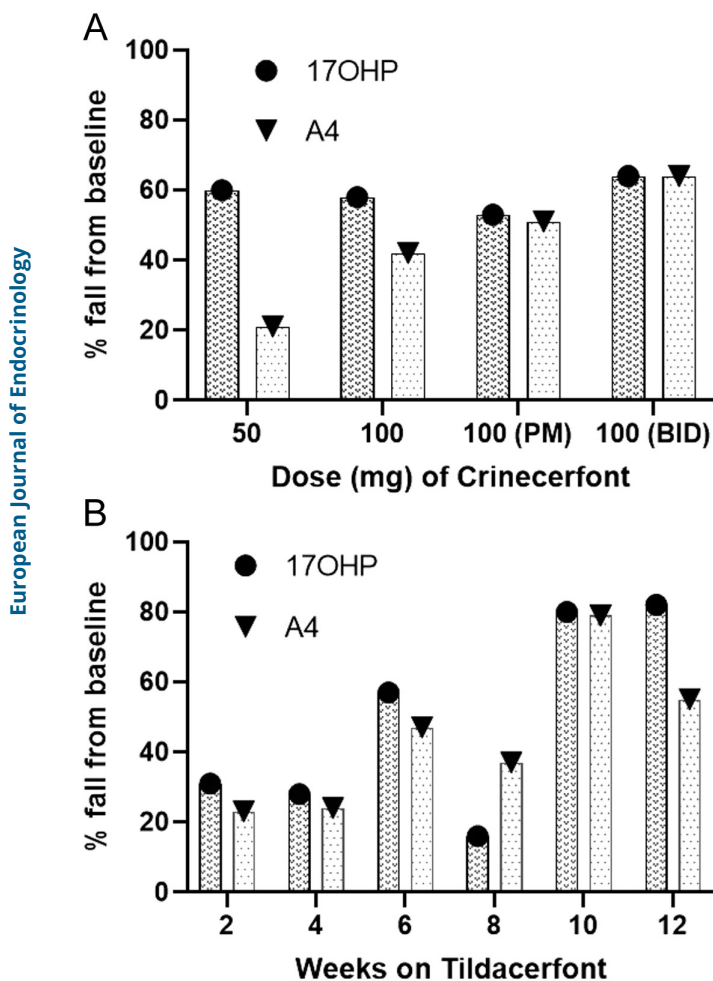 European Journal of Endocrinology
A
100
80
60
40
20
0
% fall from baseline
17OHP
A4
50 100 100 (PM) 100 (BID)
Dose (mg) of Crinecerfont
B
100
80
60
40
20
0
% fall from baseline
17OHP
A4
2 4 6 8 10 12
Weeks on Tildacerfont